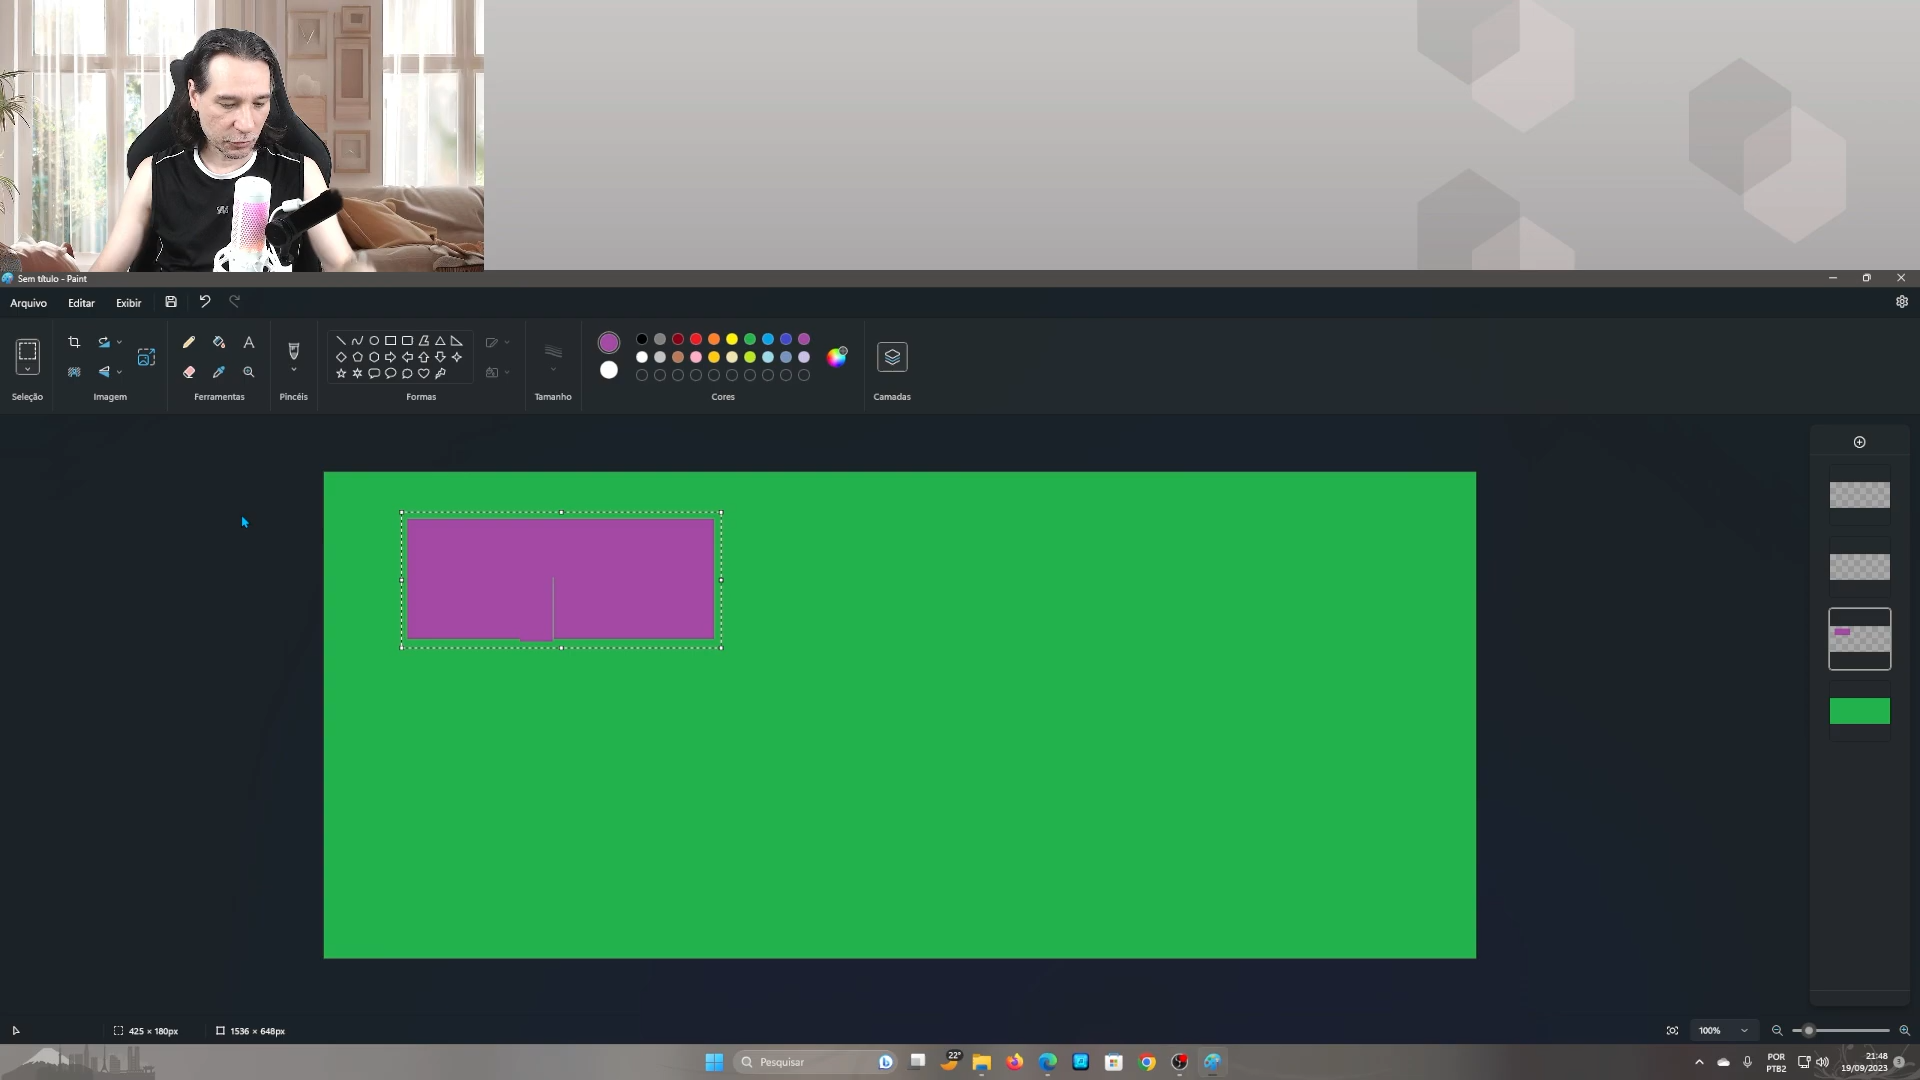 Sem título - Paint
Arquivo Editar Exibir
Seleção Imagem Ferramentas Pincéis Formas Tamanho Cores Camadas
425 × 180px 1536 × 648px 100%
Pesquisar
22°
POR
PTB2
21:48
19/09/2023
3